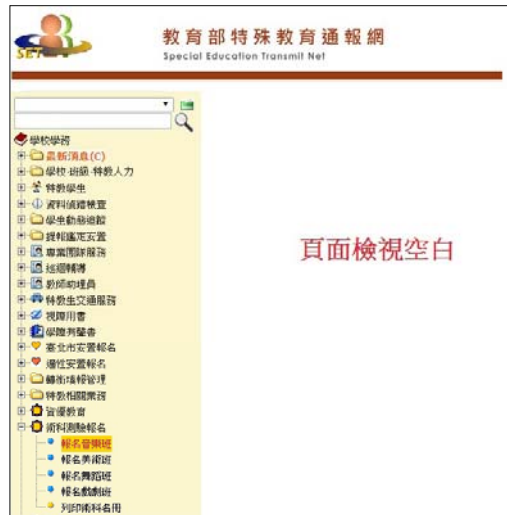 SET
教育部特殊教育通報網
Special Education Transmit Net
學校學務
最新消息(C)
學校·班級·特教人力
特教學生
資料偵錯檢查
學生動態追蹤
提報鑑定安置
專業團隊服務
巡迴輔導
教師助理員
特教生交通服務
視障用書
學障有聲書
臺北市安置報名
適性安置報名
轉銜填報管理
特教相關業務
資優教育
術科測驗報名
報名音樂班
報名美術班
報名舞蹈班
報名戲劇班
列印術科名冊
頁面檢視空白